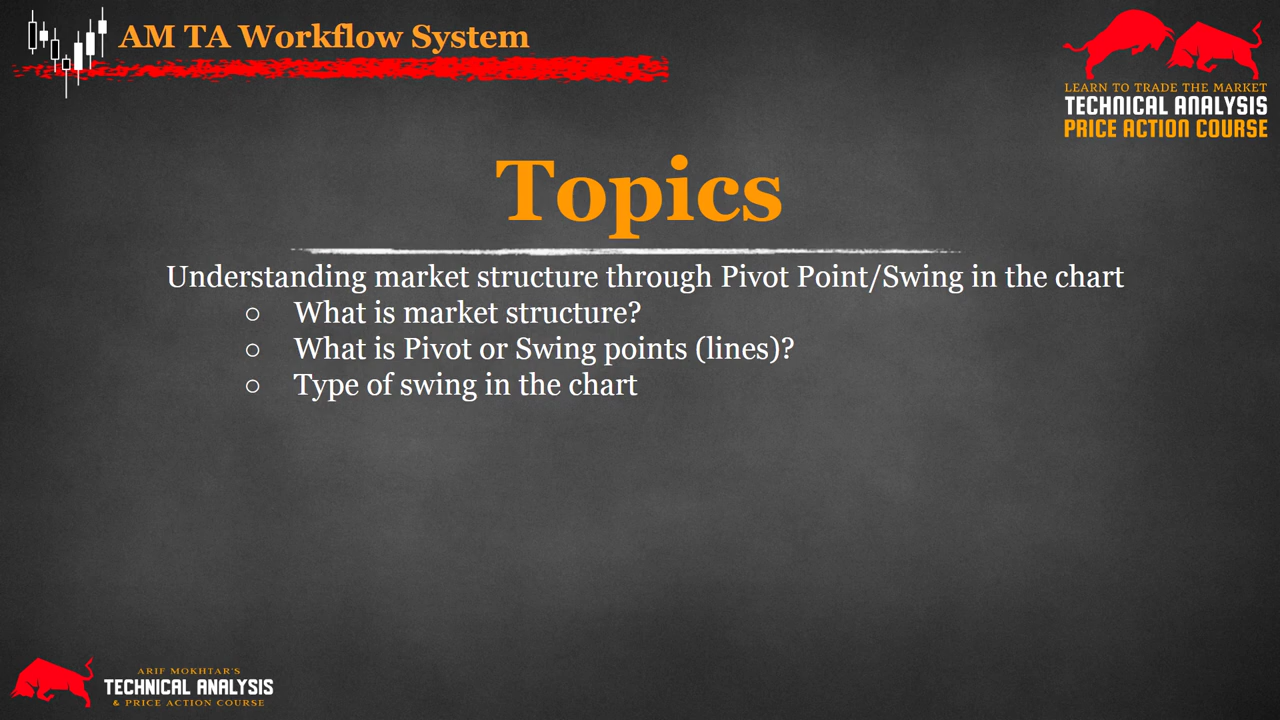 AM TA Workflow System
LEARN TO TRADE THE MARKET
TECHNICAL ANALYSIS
PRICE ACTION COURSE
Topics
Understanding market structure through Pivot Point/Swing in the chart
○ What is market structure?
○ What is Pivot or Swing points (lines)?
○ Type of swing in the chart
ARIF MOKHTAR'S
TECHNICAL ANALYSIS
& PRICE ACTION COURSE